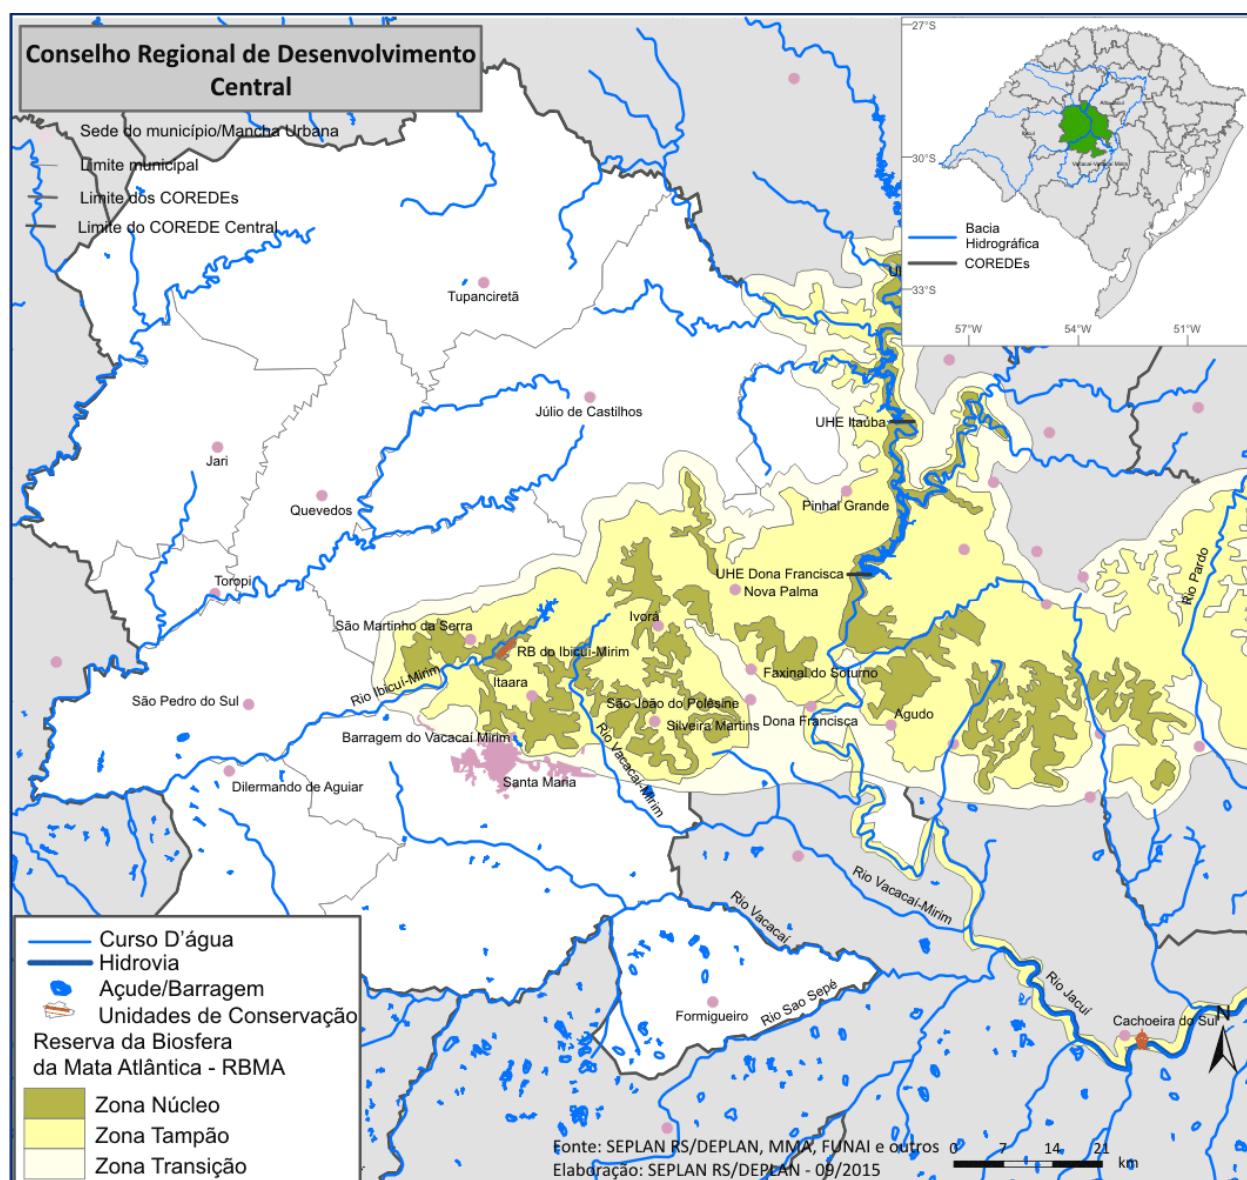 Conselho Regional de Desenvolvimento
Central
Sede do município/Mancha Urbana
Limite municipal
Limite dos COREDEs
Limite do COREDE Central
27°S
30°S
33°S
57°W
54°W
51°W
Bacia
Hidrográfica
COREDEs
Tupanciretã
Júlio de Castilhos
UHE Itaúba
Jari
Quevedos
Pinhal Grande
Toropi
UHE Dona Francisca
Nova Palma
Rio Pardo
São Martinho da Serra
Ivorá
RB do Ibicuí-Mirim
Rio Ibicuí-Mirim
Itaara
Faxinal do Soturno
São Pedro do Sul
São João do Polêsine
Silveira Martins
Dona Francisca
Agudo
Barragem do Vacacaí Mirim
Rio Vacacaí-Mirim
Santa Maria
Dilermando de Aguiar
Rio Vacacaí-Mirim
Rio Vacacaí
Rio Sao Sepé
Formigueiro
Rio Jacuí
Cachoeira do Sul
N
Curso D'água
Hidrovia
Açude/Barragem
Unidades de Conservação
Reserva da Biosfera
da Mata Atlântica - RBMA
Zona Núcleo
Zona Tampão
Zona Transição
Fonte: SEPLAN RS/DEPLAN, MMA, FUNAI e outros
Elaboração: SEPLAN RS/DEPLAN - 09/2015
0 7 14 21
km